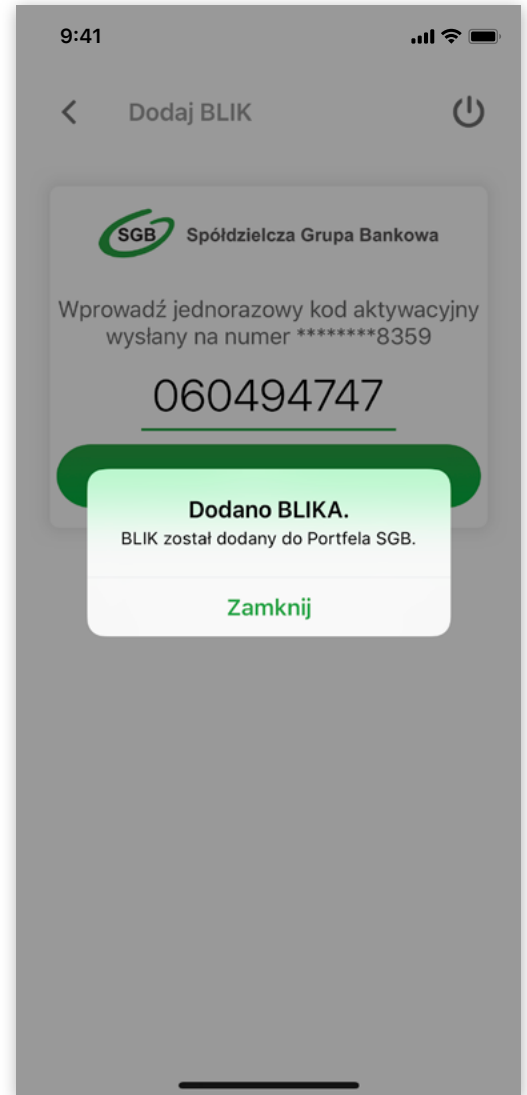 9:41
Dodaj BLIK
SGB Spółdzielcza Grupa Bankowa
Wprowadź jednorazowy kod aktywacyjny
wysłany na numer ********8359
060494747
Dodano BLIKA.
BLIK został dodany do Portfela SGB.
Zamknij